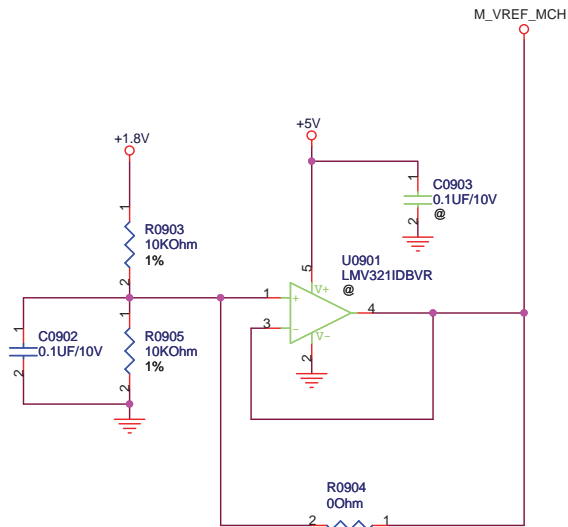 M_VREF_MCH
+5V
+1.8V
1
C0903
0.1UF/10V
@
2
1
R0903
10KOhm
1%
2
5
U0901
LMV321IDBVR
@
1
+
V+
4
3
-
V-
2
1
C0902
0.1UF/10V
2
1
R0905
10KOhm
1%
2
R0904
0Ohm
2
1